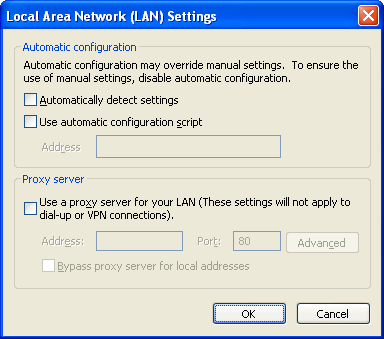 Local Area Network (LAN) Settings
Automatic configuration
Automatic configuration may override manual settings. To ensure the
use of manual settings, disable automatic configuration.
Automatically detect settings
Use automatic configuration script
Address
Proxy server
Use a proxy server for your LAN (These settings will not apply to
dial-up or VPN connections).
Address: Port: 80 Advanced
Bypass proxy server for local addresses
OK Cancel